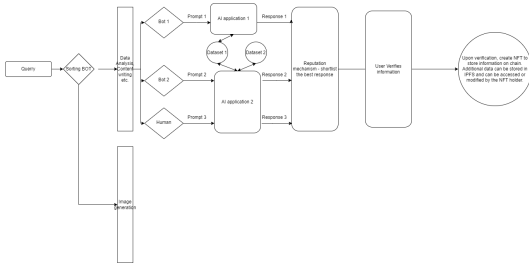 Query
Sorting BOT
Data
Analysis,
Content
writing
etc
Image
generation
Bot 1
Bot 2
Human
Prompt 1
Prompt 2
Prompt 3
AI application 1
Dataset 1
Dataset 2
AI application 2
Response 1
Response 2
Response 3
Reputation
mechanism - shortlist
the best response
User Verifies
Information
Upon verification, create NFT to
store information on chain.
Additional data can be stored in
IPFS and can be accessed or
modified by the NFT holder.